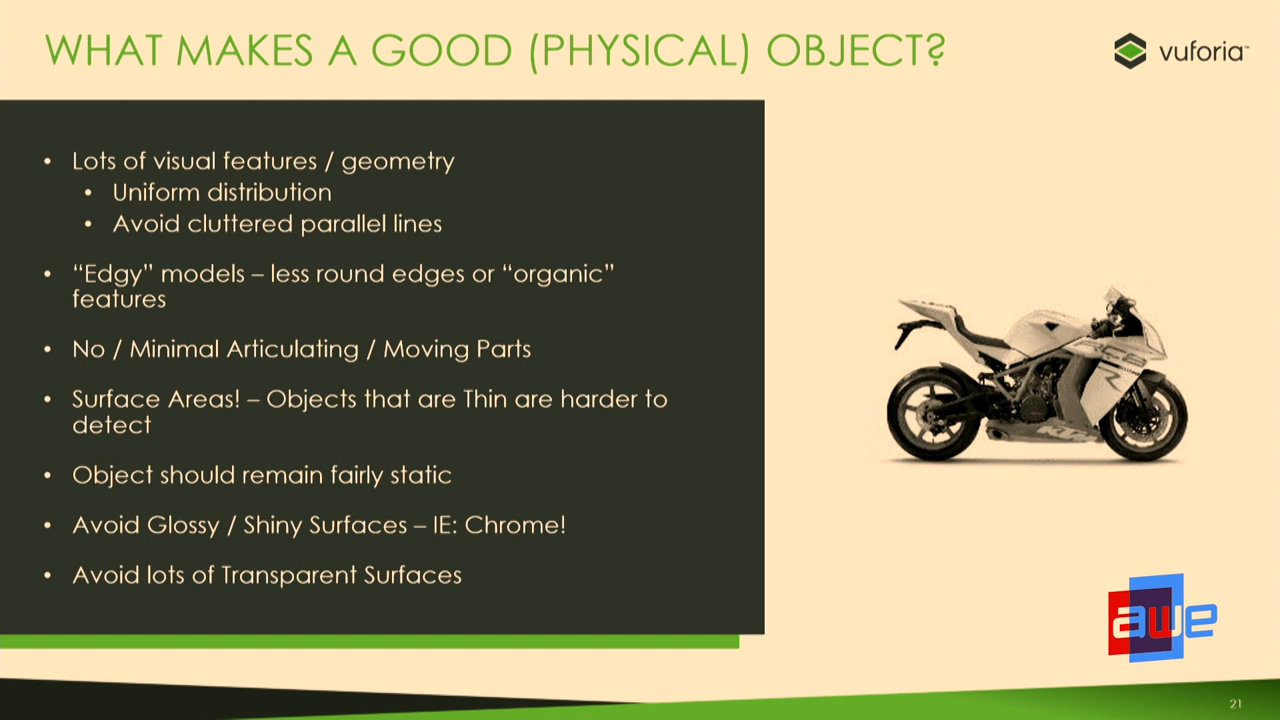 WHAT MAKES A GOOD (PHYSICAL) OBJECT?
vuforia™
• Lots of visual features / geometry
• Uniform distribution
• Avoid cluttered parallel lines
• “Edgy” models – less round edges or “organic”
features
• No / Minimal Articulating / Moving Parts
• Surface Areas! – Objects that are Thin are harder to
detect
• Object should remain fairly static
• Avoid Glossy / Shiny Surfaces – IE: Chrome!
• Avoid lots of Transparent Surfaces
RC8
R
KTM
awe
21